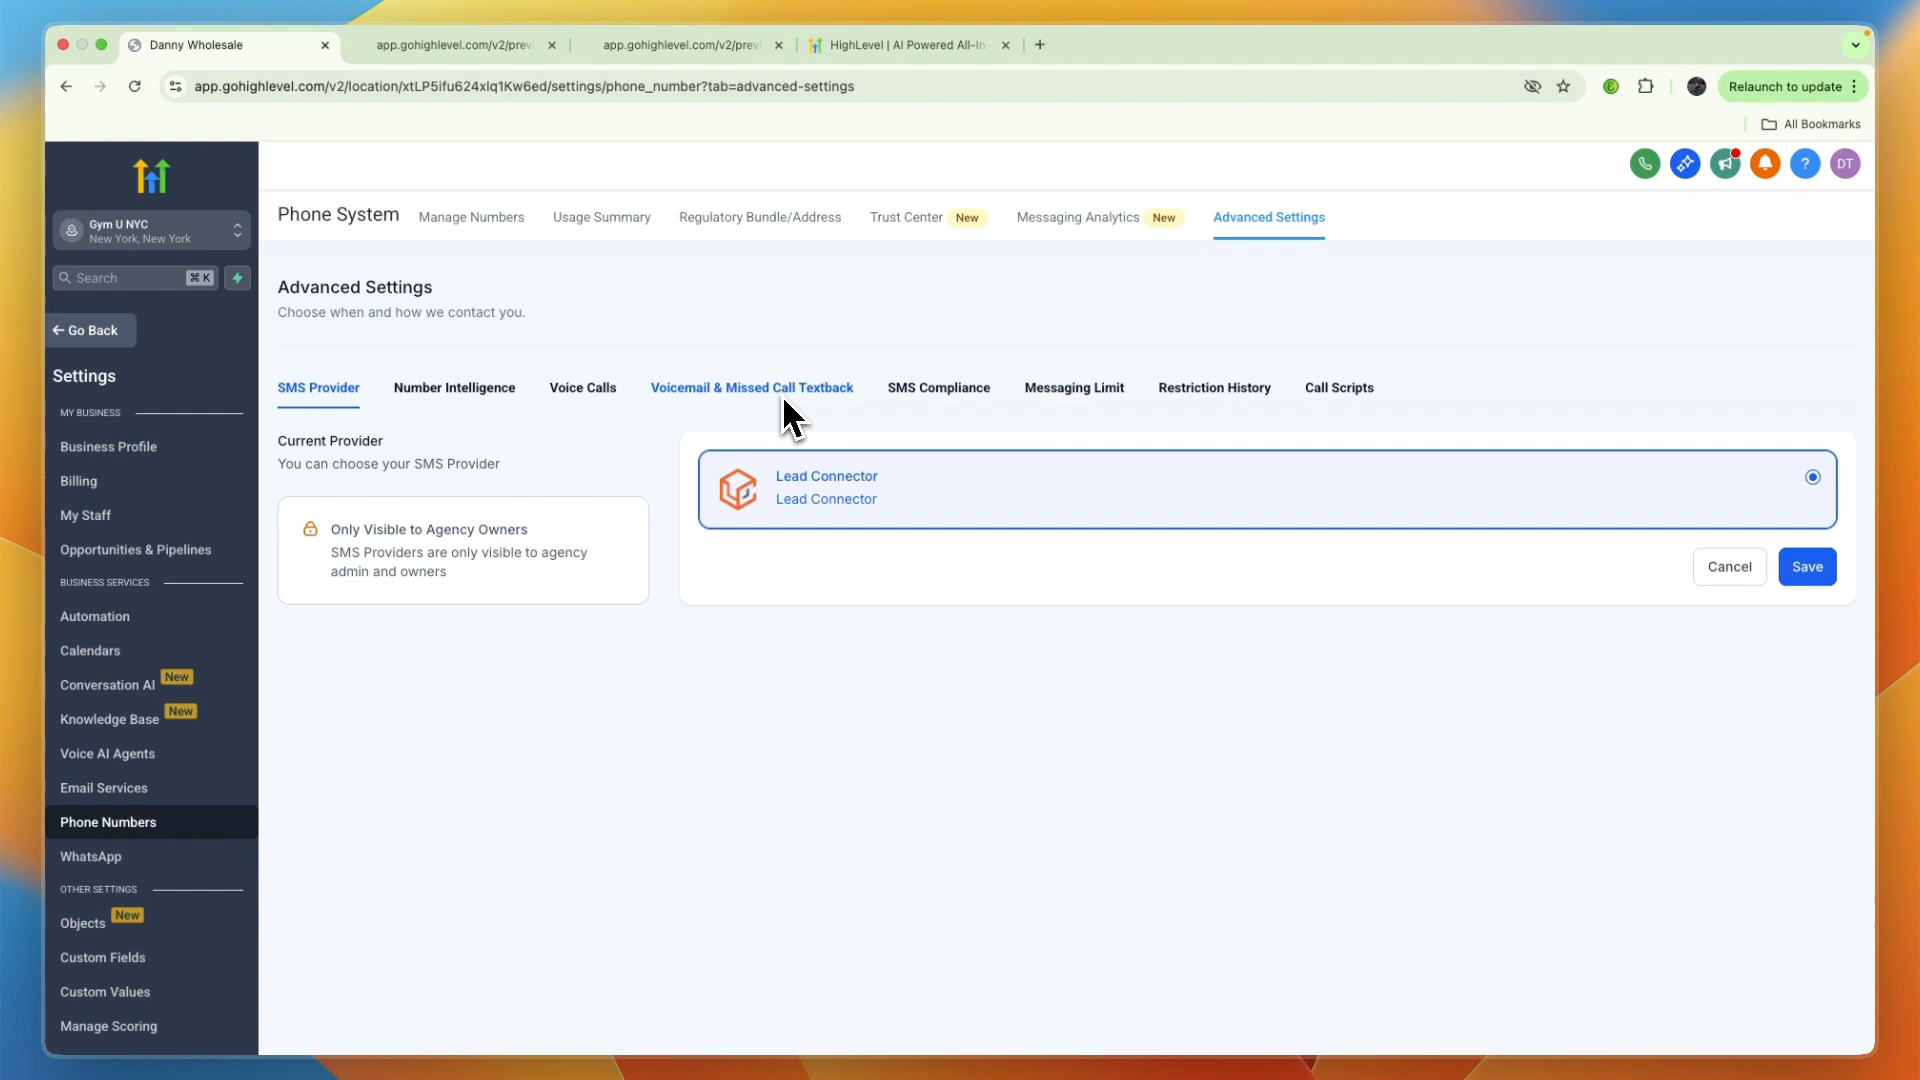 Danny Wholesale
app.gohighlevel.com/v2/previ
app.gohighlevel.com/v2/previ
HighLevel | AI Powered All-In-
app.gohighlevel.com/v2/location/xtLP5ifu624xlq1Kw6ed/settings/phone_number?tab=advanced-settings
Relaunch to update
All Bookmarks
DT
Gym U NYC
New York, New York
Search
⌘ K
Go Back
Settings
MY BUSINESS
Business Profile
Billing
My Staff
Opportunities & Pipelines
BUSINESS SERVICES
Automation
Calendars
Conversation AI New
Knowledge Base New
Voice AI Agents
Email Services
Phone Numbers
WhatsApp
OTHER SETTINGS
Objects New
Custom Fields
Custom Values
Manage Scoring
Phone System Manage Numbers Usage Summary Regulatory Bundle/Address Trust Center New Messaging Analytics New Advanced Settings
Advanced Settings
Choose when and how we contact you.
SMS Provider Number Intelligence Voice Calls Voicemail & Missed Call Textback SMS Compliance Messaging Limit Restriction History Call Scripts
Current Provider
You can choose your SMS Provider
Only Visible to Agency Owners
SMS Providers are only visible to agency
admin and owners
Lead Connector
Lead Connector
Cancel Save